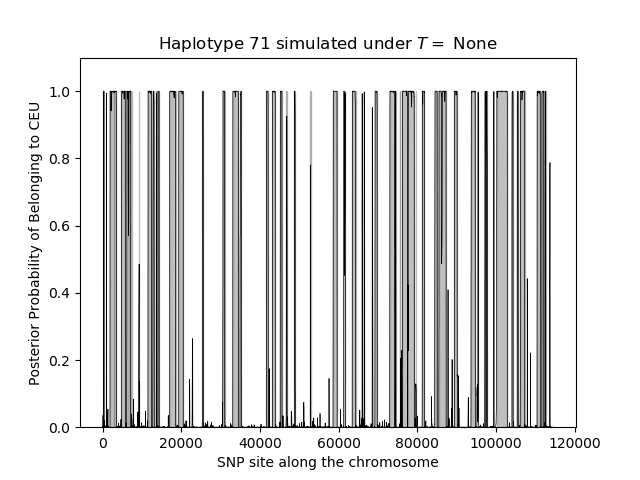 Haplotype 71 simulated under T = None
Posterior Probability of Belonging to CEU
1.0
0.8
0.6
0.4
0.2
0.0
0 20000 40000 60000 80000 100000 120000
SNP site along the chromosome